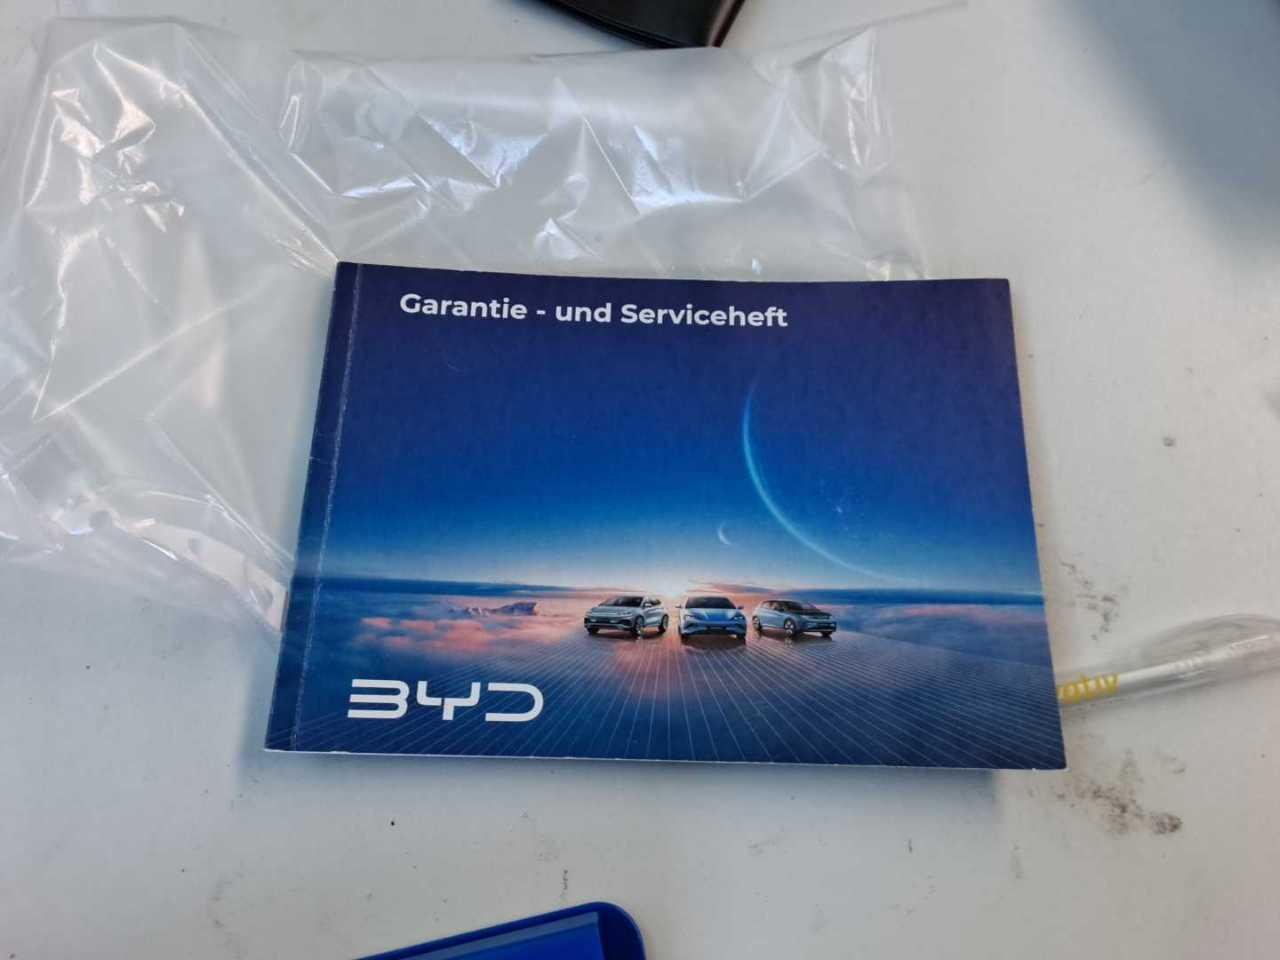 Garantie - und Serviceheft
BYD